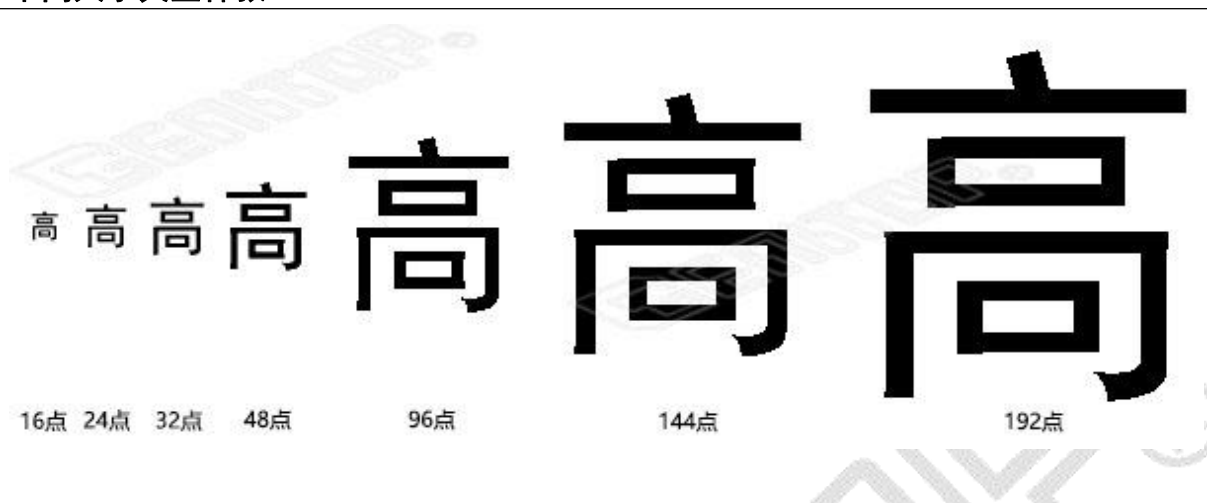 高 高 高 高 高 高 高
16点 24点 32点 48点 96点 144点 192点